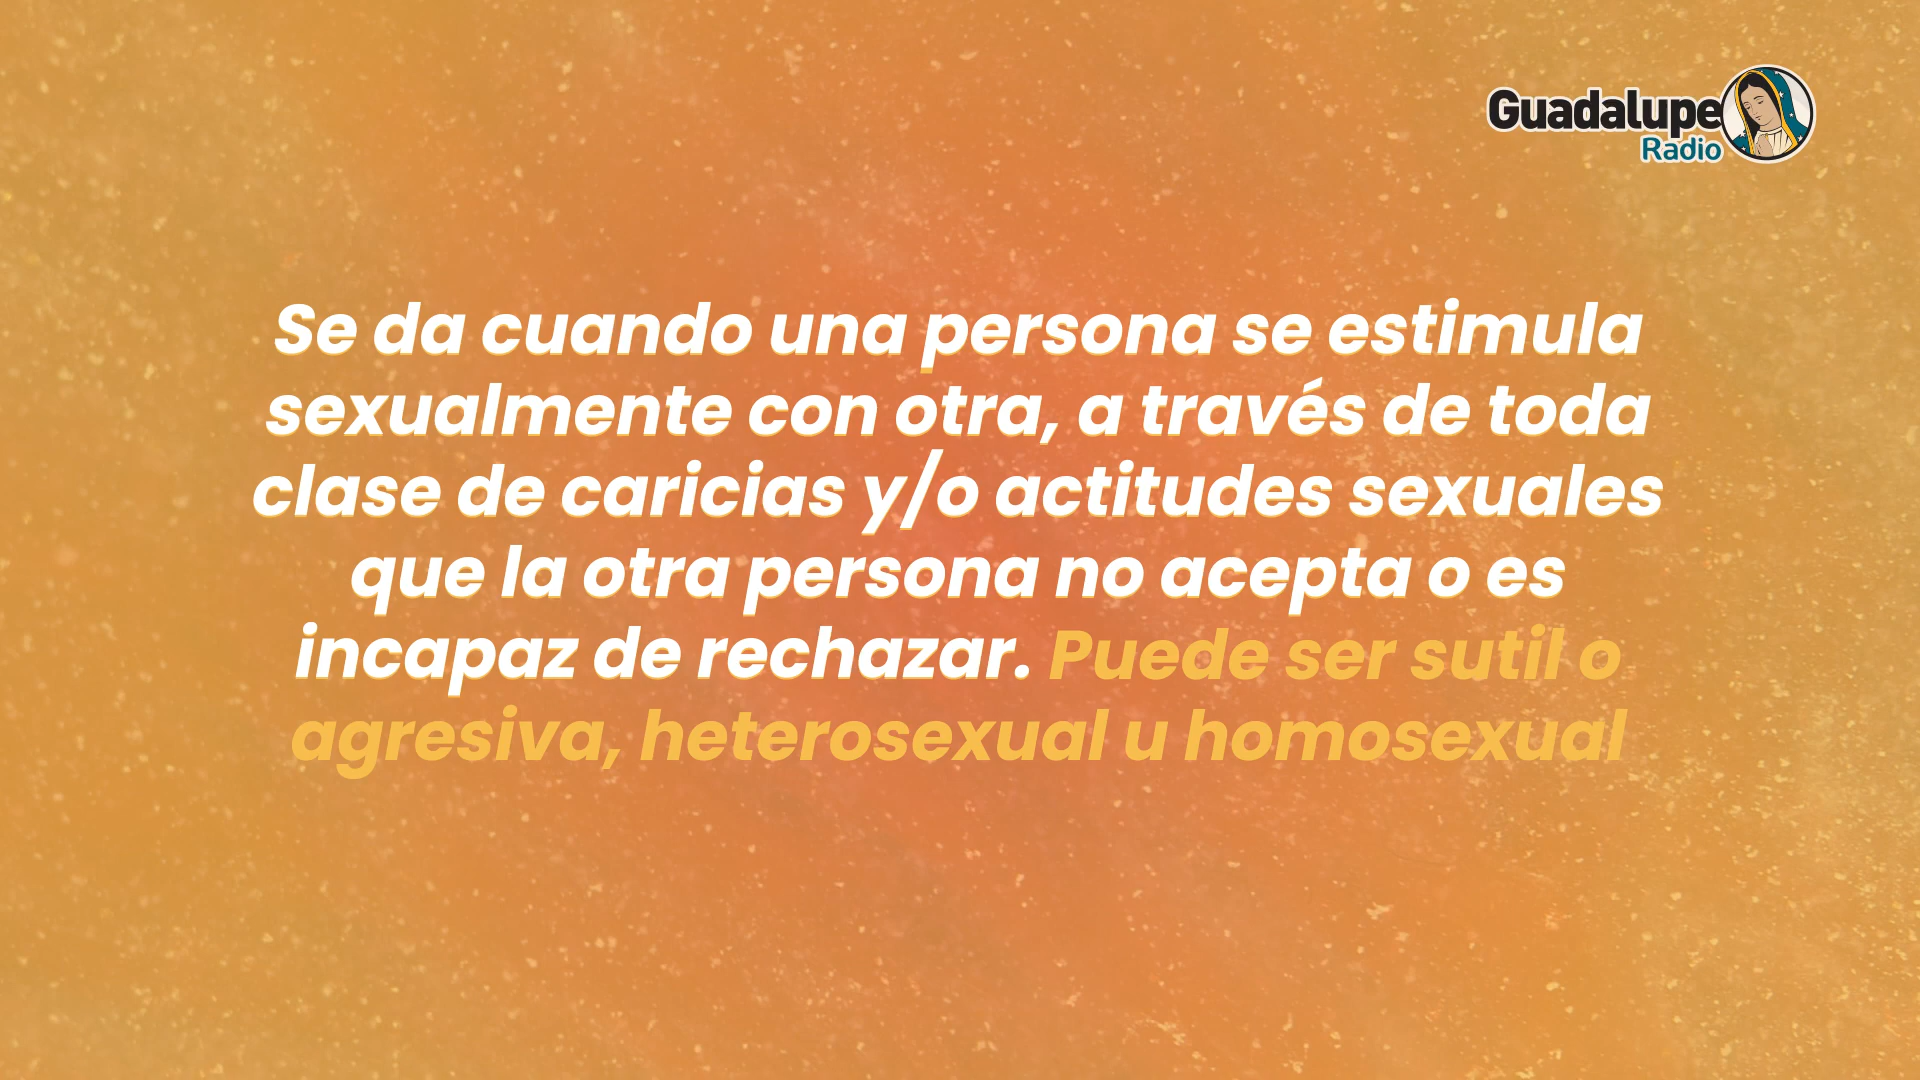 Guadalupe
Radio
Se da cuando una persona se estimula
sexualmente con otra, a través de toda
clase de caricias y/o actitudes sexuales
que la otra persona no acepta o es
incapaz de rechazar. Puede ser sutil o
agresiva, heterosexual u homosexual